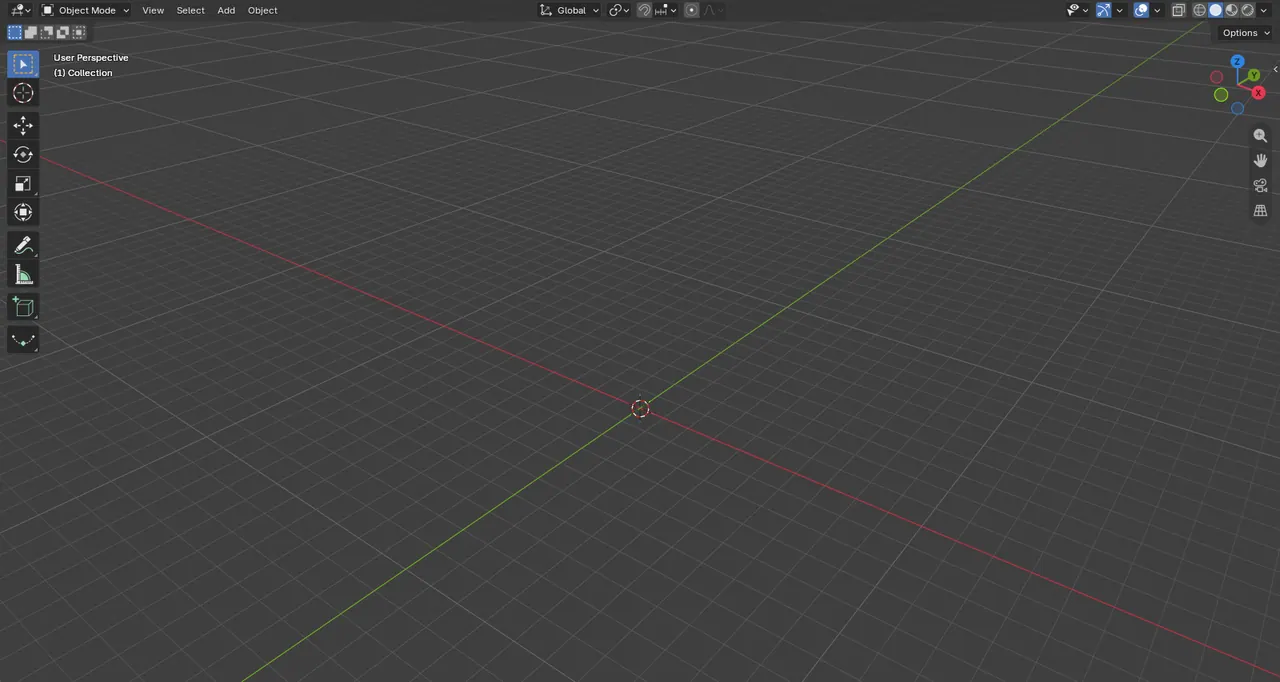 Object Mode View Select Add Object Global
Options
User Perspective
(1) Collection
Z
Y
X